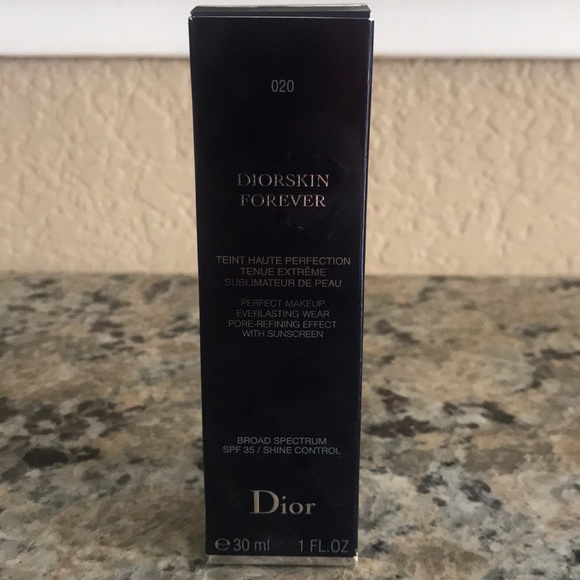 020
DIORSKIN
FOREVER
TEINT HAUTE PERFECTION
TENUE EXTRÊME
SUBLIMATEUR DE PEAU
PERFECT MAKEUP
EVERLASTING WEAR
PORE-REFINING EFFECT
WITH SUNSCREEN
BROAD SPECTRUM
SPF 35 / SHINE CONTROL
Dior
℮ 30 ml 1 FL.OZ